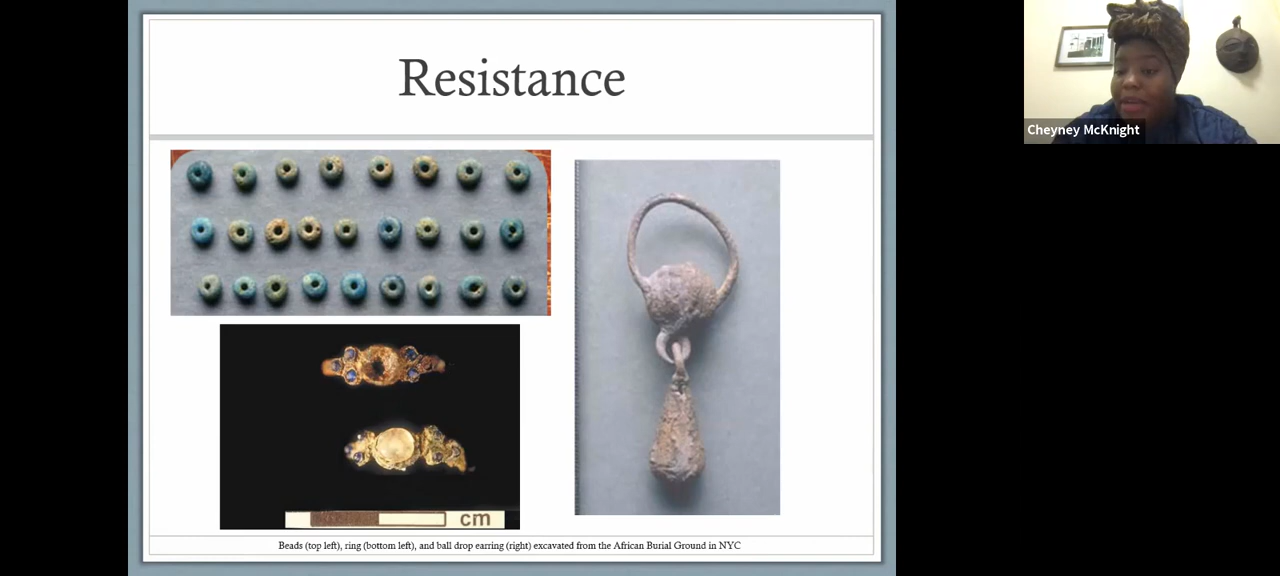 Resistance
Cheyney McKnight
cm
Beads (top left), ring (bottom left), and ball drop earring (right) excavated from the African Burial Ground in NYC